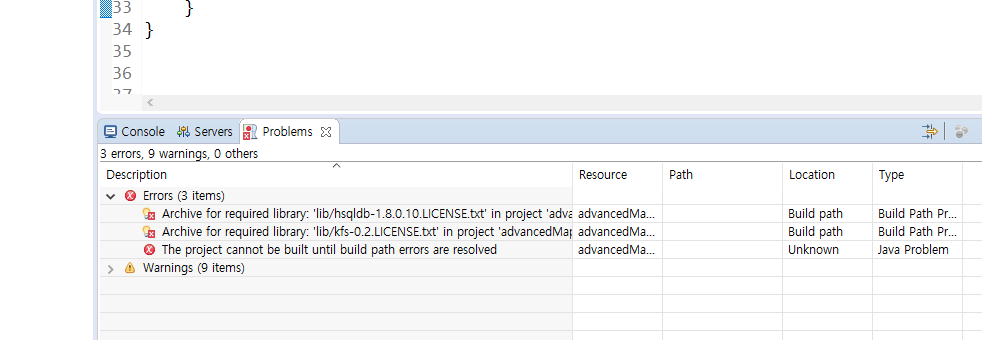 33 }
34 }
35
36
37
Console Servers Problems
3 errors, 9 warnings, 0 others
Description Resource Path Location Type
Errors (3 items)
Archive for required library: 'lib/hsqldb-1.8.0.10.LICENSE.txt' in project 'adva advancedMa... Build path Build Path Pr...
Archive for required library: 'lib/kfs-0.2.LICENSE.txt' in project 'advancedMap advancedMa... Build path Build Path Pr...
The project cannot be built until build path errors are resolved advancedMa... Unknown Java Problem
Warnings (9 items)